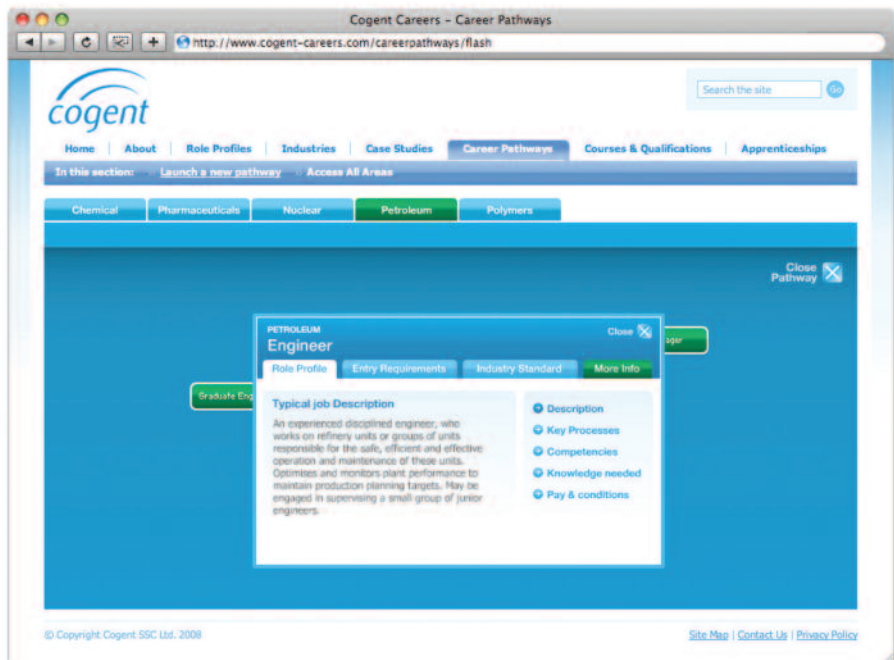 Cogent Careers – Career Pathways
http://www.cogent-careers.com/careerpathways/flash
cogent
Search the site
Go
Home About Role Profiles Industries Case Studies Career Pathways Courses & Qualifications Apprenticeships
In this section: Launch a new pathway Access All Areas
Chemical Pharmaceuticals Nuclear Petroleum Polymers
Close
Pathway
PETROLEUM
Close
Engineer
ager
Role Profile Entry Requirements Industry Standard More Info
Graduate Eng
Typical job Description
An experienced disciplined engineer, who
works on refinery units or groups of units
responsible for the safe, efficient and effective
operation and maintenance of these units.
Optimises and monitors plant performance to
maintain production planning targets. May be
engaged in supervising a small group of junior
engineers.
Description
Key Processes
Competencies
Knowledge needed
Pay & conditions
© Copyright Cogent SSC Ltd. 2008
Site Map | Contact Us | Privacy Policy